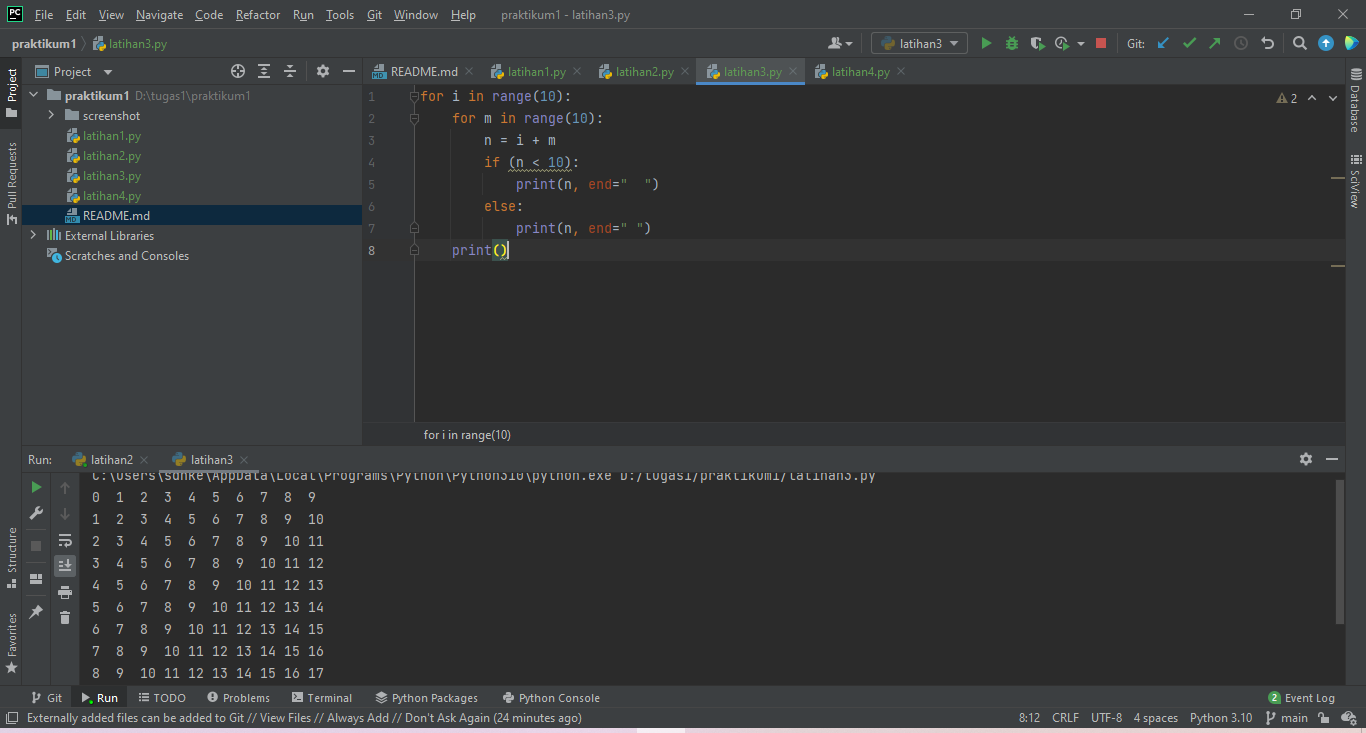 PC File Edit View Navigate Code Refactor Run Tools Git Window Help praktikum1 - latihan3.py
praktikum1 latihan3.py latihan3 Git:
Project README.md latihan1.py latihan2.py latihan3.py latihan4.py
Project
Pull Requests
Structure
Favorites
praktikum1 D:\tugas1\praktikum1
screenshot
latihan1.py
latihan2.py
latihan3.py
latihan4.py
README.md
External Libraries
Scratches and Consoles
1 for i in range(10):
2 for m in range(10):
3 n = i + m
4 if (n < 10):
5 print(n, end="  ")
6 else:
7 print(n, end=" ")
8 print()
2
Database
SciView
for i in range(10)
Run: latihan2 latihan3
C:\Users\sunke\AppData\Local\Programs\Python\Python310\python.exe D:/tugas1/praktikum1/latihan3.py
0 1 2 3 4 5 6 7 8 9
1 2 3 4 5 6 7 8 9 10
2 3 4 5 6 7 8 9 10 11
3 4 5 6 7 8 9 10 11 12
4 5 6 7 8 9 10 11 12 13
5 6 7 8 9 10 11 12 13 14
6 7 8 9 10 11 12 13 14 15
7 8 9 10 11 12 13 14 15 16
8 9 10 11 12 13 14 15 16 17
Git Run TODO Problems Terminal Python Packages Python Console 2 Event Log
Externally added files can be added to Git // View Files // Always Add // Don't Ask Again (24 minutes ago) 8:12 CRLF UTF-8 4 spaces Python 3.10 main